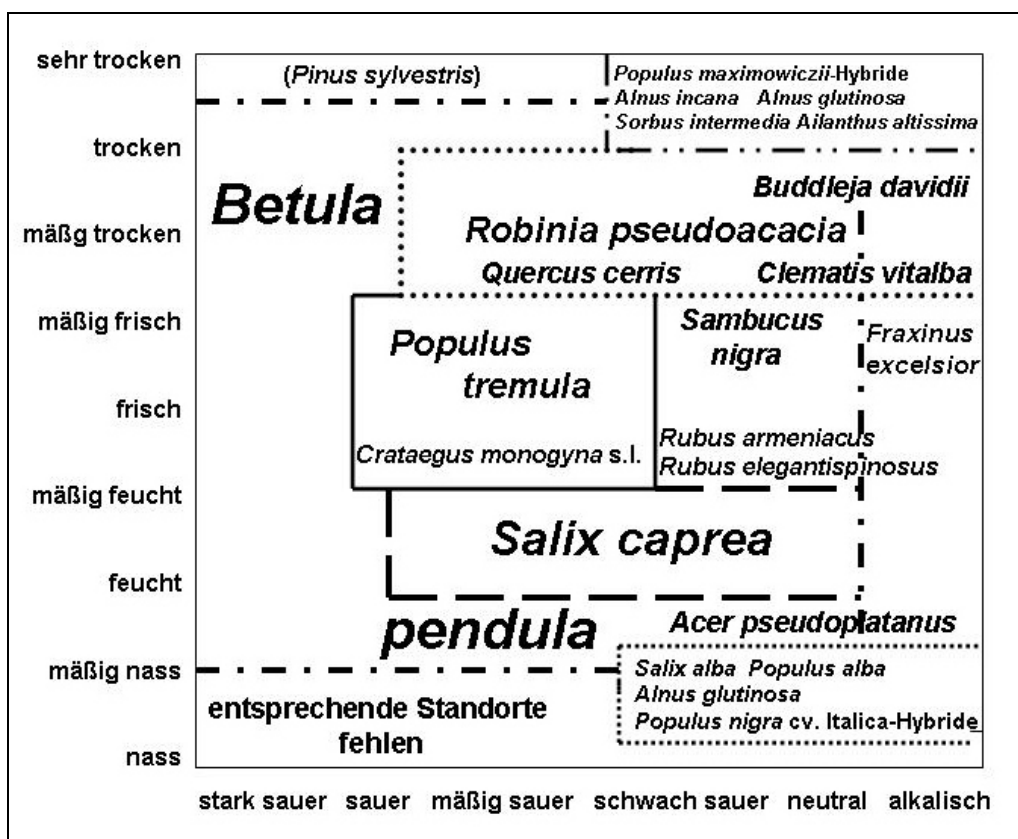 sehr trocken
(Pinus sylvestris)
Populus maximowiczii-Hybride
Alnus incana Alnus glutinosa
Sorbus intermedia Ailanthus altissima
trocken
Betula
Buddleja davidii
mäßg trocken
Robinia pseudoacacia
Quercus cerris
Clematis vitalba
mäßig frisch
Populus
tremula
Sambucus
nigra
Fraxinus
excelsior
frisch
Crataegus monogyna s.l.
Rubus armeniacus
Rubus elegantispinosus
mäßig feucht
Salix caprea
feucht
pendula
Acer pseudoplatanus
mäßig nass
Salix alba Populus alba
Alnus glutinosa
Populus nigra cv. Italica-Hybride
entsprechende Standorte
fehlen
nass
stark sauer sauer mäßig sauer schwach sauer neutral alkalisch